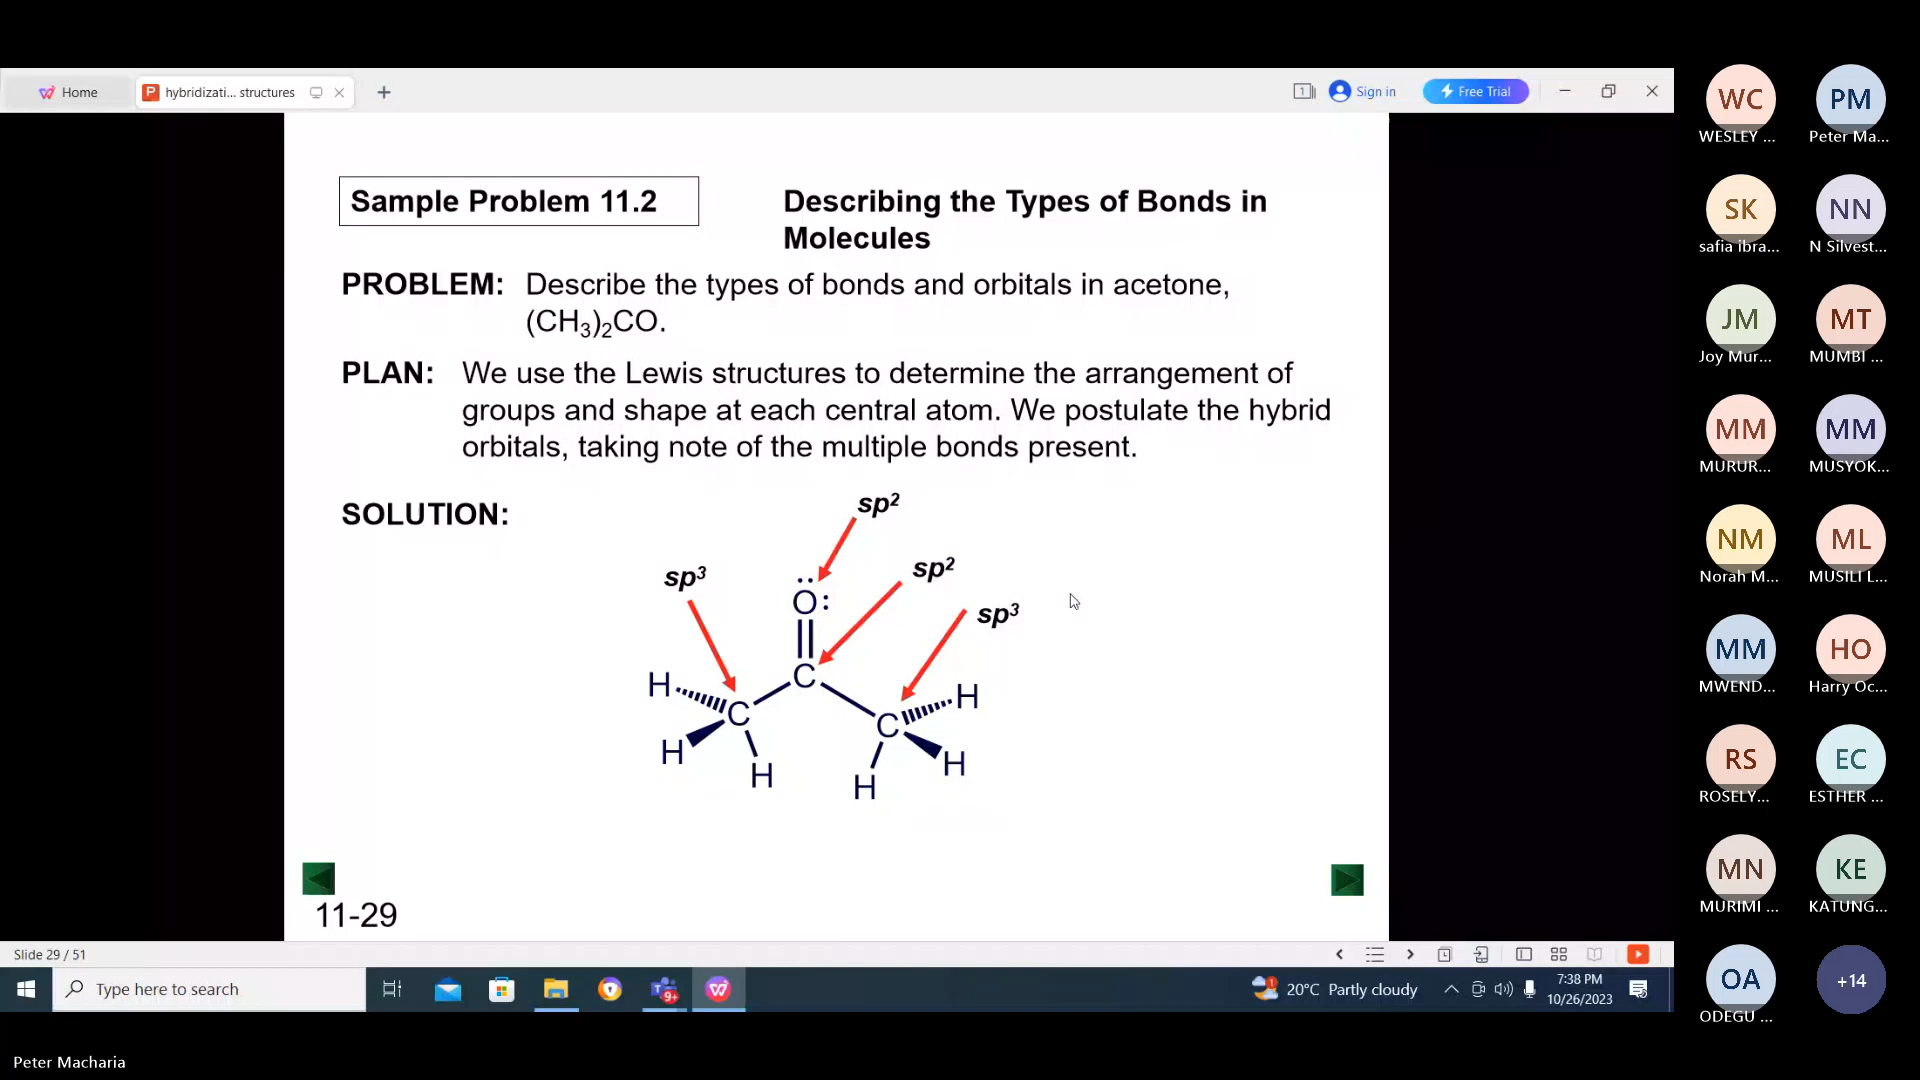 Home
hybridizati... structures
Sign in
Free Trial
Sample Problem 11.2
Describing the Types of Bonds in
Molecules
PROBLEM: Describe the types of bonds and orbitals in acetone,
(CH₃)₂CO.
PLAN: We use the Lewis structures to determine the arrangement of
groups and shape at each central atom. We postulate the hybrid
orbitals, taking note of the multiple bonds present.
SOLUTION:
sp²
sp²
sp³
sp³
O
C
H
C
H
H
C
H
H
H
11-29
Slide 29 / 51
Type here to search
9+
1
20°C Partly cloudy
7:38 PM
10/26/2023
WC
WESLEY ...
PM
Peter Ma...
SK
safia ibra...
NN
N Silvest...
JM
Joy Mur...
MT
MUMBI ...
MM
MURUR...
MM
MUSYOK...
NM
Norah M...
ML
MUSILI L...
MM
MWEND...
HO
Harry Oc...
RS
ROSELY...
EC
ESTHER ...
MN
MURIMI ...
KE
KATUNG...
OA
ODEGU ...
+14
Peter Macharia